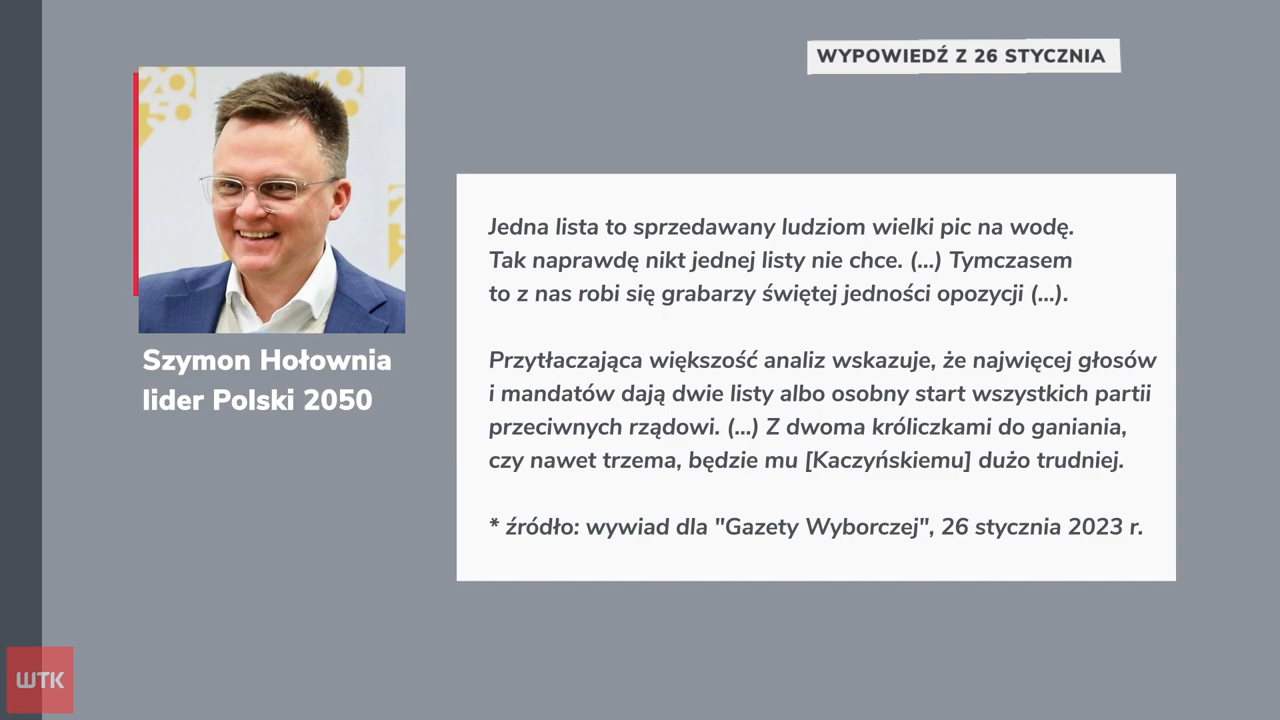 WYPOWIEDŹ Z 26 STYCZNIA
Szymon Hołownia
lider Polski 2050
Jedna lista to sprzedawany ludziom wielki pic na wodę.
Tak naprawdę nikt jednej listy nie chce. (...) Tymczasem
to z nas robi się grabarzy świętej jedności opozycji (...).
Przytłaczająca większość analiz wskazuje, że najwięcej głosów
i mandatów dają dwie listy albo osobny start wszystkich partii
przeciwnych rządowi. (...) Z dwoma króliczkami do ganiania,
czy nawet trzema, będzie mu [Kaczyńskiemu] dużo trudniej.
* źródło: wywiad dla "Gazety Wyborczej", 26 stycznia 2023 r.
WTK